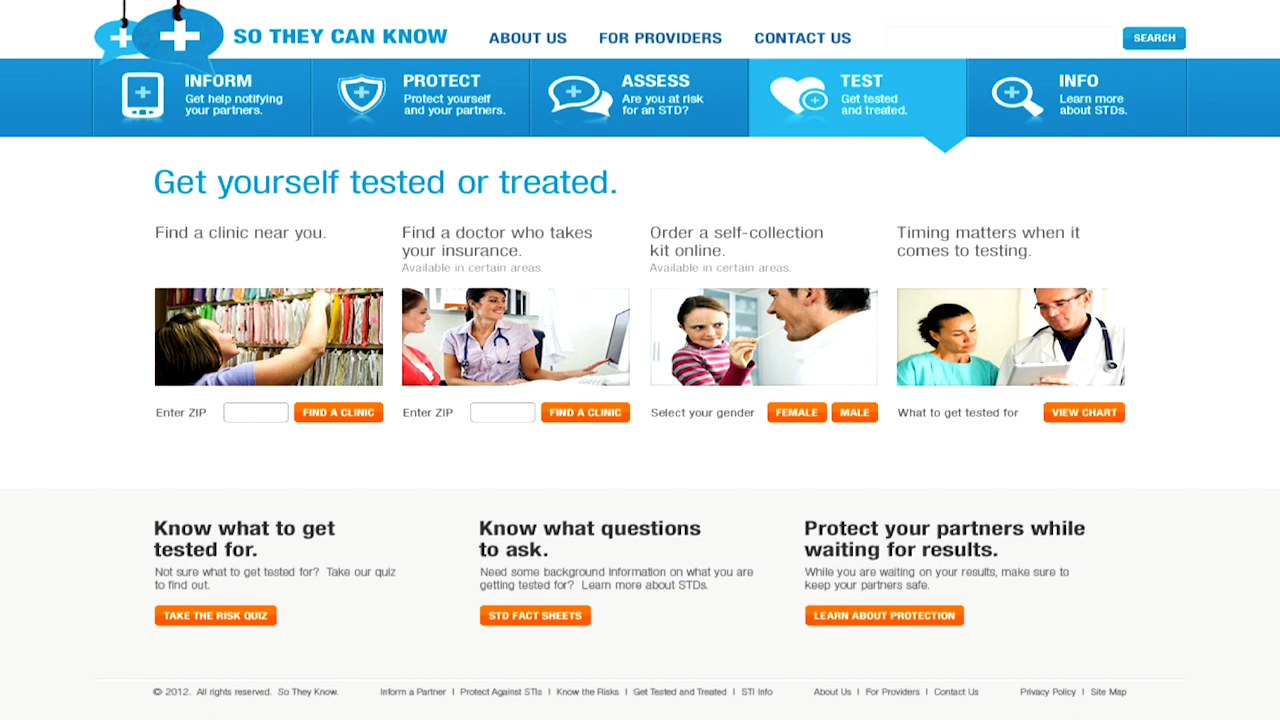 SO THEY CAN KNOW
ABOUT US
FOR PROVIDERS
CONTACT US
SEARCH
INFORM
Get help notifying
your partners.
PROTECT
Protect yourself
and your partners.
ASSESS
Are you at risk
for an STD?
TEST
Get tested
and treated.
INFO
Learn more
about STDs.
Get yourself tested or treated.
Find a clinic near you.
Enter ZIP
FIND A CLINIC
Find a doctor who takes
your insurance.
Available in certain areas.
Enter ZIP
FIND A CLINIC
Order a self-collection
kit online.
Available in certain areas.
Select your gender
FEMALE
MALE
Timing matters when it
comes to testing.
What to get tested for
VIEW CHART
Know what to get
tested for.
Not sure what to get tested for? Take our quiz
to find out.
TAKE THE RISK QUIZ
Know what questions
to ask.
Need some background information on what you are
getting tested for? Learn more about STDs.
STD FACT SHEETS
Protect your partners while
waiting for results.
While you are waiting on your results, make sure to
keep your partners safe.
LEARN ABOUT PROTECTION
© 2012. All rights reserved. So They Know.
Inform a Partner | Protect Against STIs | Know the Risks | Get Tested and Treated | STI Info
About Us | For Providers | Contact Us
Privacy Policy | Site Map